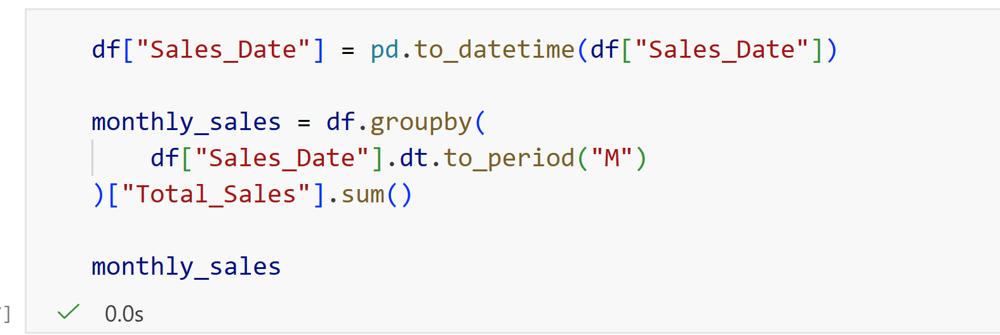 df["Sales_Date"] = pd.to_datetime(df["Sales_Date"])
monthly_sales = df.groupby(
    df["Sales_Date"].dt.to_period("M")
)["Total_Sales"].sum()
monthly_sales
]
✓ 0.0s